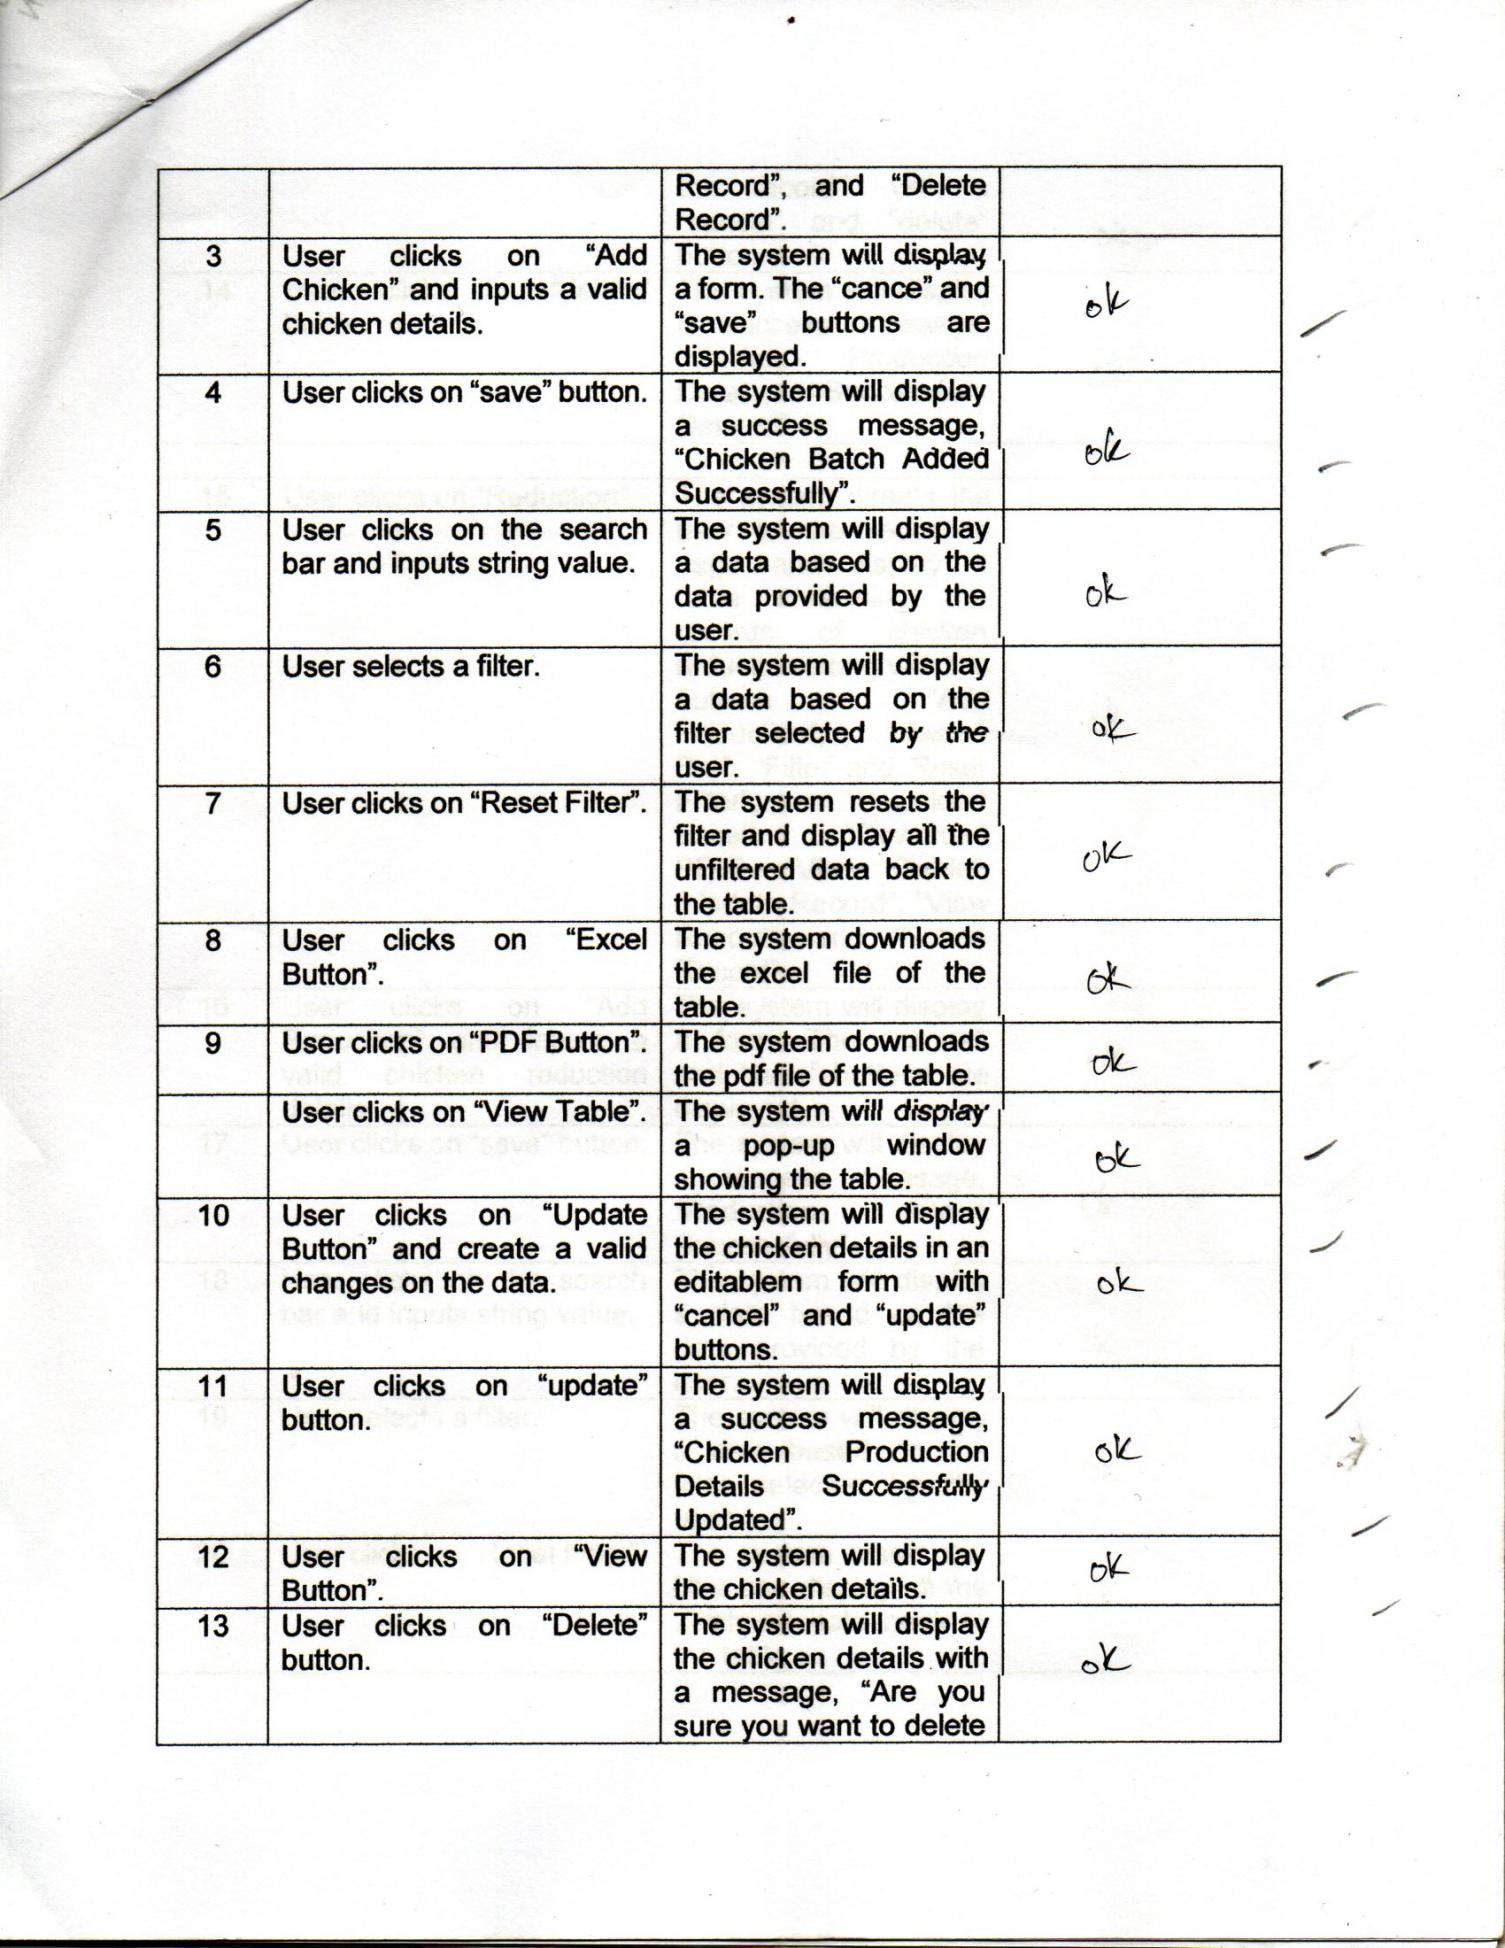 Record”, and “Delete
Record”.
3 User clicks on “Add The system will display
Chicken” and inputs a valid a form. The “cance” and ok
chicken details. “save” buttons are
displayed.
4 User clicks on “save” button. The system will display
a success message, ok
“Chicken Batch Added
Successfully”.
5 User clicks on the search The system will display
bar and inputs string value. a data based on the
data provided by the ok
user.
6 User selects a filter. The system will display
a data based on the
filter selected by the ok
user.
7 User clicks on “Reset Filter”. The system resets the
filter and display all the ok
unfiltered data back to
the table.
8 User clicks on “Excel The system downloads
Button”. the excel file of the ok
table.
9 User clicks on “PDF Button”. The system downloads ok
the pdf file of the table.
User clicks on “View Table”. The system will display
a pop-up window ok
showing the table.
10 User clicks on “Update The system will display
Button” and create a valid the chicken details in an
changes on the data. editablem form with ok
“cancel” and “update”
buttons.
11 User clicks on “update” The system will display
button. a success message,
“Chicken Production ok
Details Successfully
Updated”.
12 User clicks on “View The system will display ok
Button”. the chicken details.
13 User clicks on “Delete” The system will display
button. the chicken details with ok
a message, “Are you
sure you want to delete